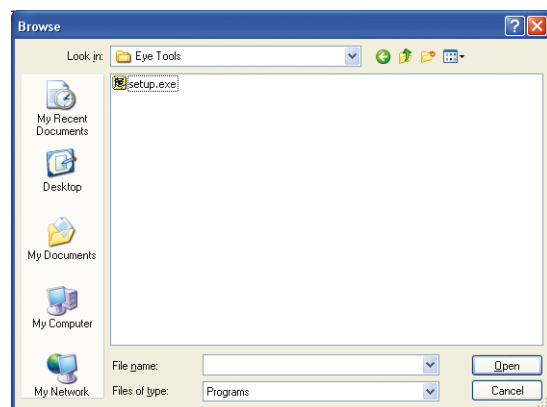 Browse
Look in: Eye Tools
setup.exe
My Recent
Documents
Desktop
My Documents
My Computer
My Network
File name:
Open
Files of type: Programs
Cancel